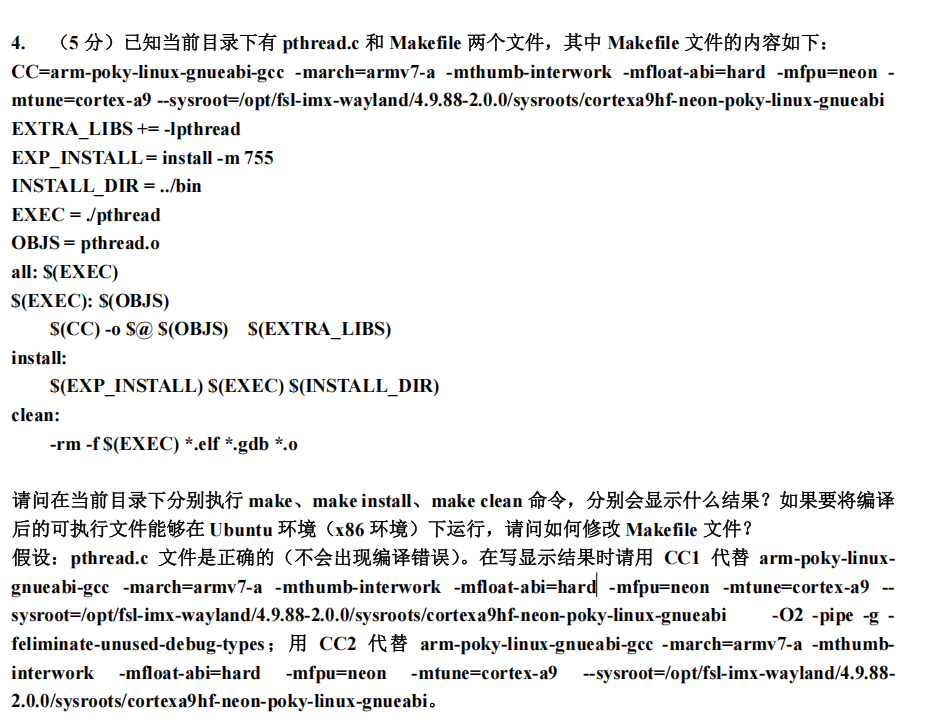 4. （5 分）已知当前目录下有 pthread.c 和 Makefile 两个文件，其中 Makefile 文件的内容如下：
CC=arm-poky-linux-gnueabi-gcc -march=armv7-a -mthumb-interwork -mfloat-abi=hard -mfpu=neon -
mtune=cortex-a9 --sysroot=/opt/fsl-imx-wayland/4.9.88-2.0.0/sysroots/cortexa9hf-neon-poky-linux-gnueabi
EXTRA_LIBS += -lpthread
EXP_INSTALL = install -m 755
INSTALL_DIR = ../bin
EXEC = ./pthread
OBJS = pthread.o
all: $(EXEC)
$(EXEC): $(OBJS)
$(CC) -o $@ $(OBJS) $(EXTRA_LIBS)
install:
$(EXP_INSTALL) $(EXEC) $(INSTALL_DIR)
clean:
-rm -f $(EXEC) *.elf *.gdb *.o
请问在当前目录下分别执行 make、make install、make clean 命令，分别会显示什么结果？如果要将编译
后的可执行文件能够在 Ubuntu 环境（x86 环境）下运行，请问如何修改 Makefile 文件？
假设：pthread.c 文件是正确的（不会出现编译错误）。在写显示结果时请用 CC1 代替 arm-poky-linux-
gnueabi-gcc -march=armv7-a -mthumb-interwork -mfloat-abi=hard -mfpu=neon -mtune=cortex-a9 --
sysroot=/opt/fsl-imx-wayland/4.9.88-2.0.0/sysroots/cortexa9hf-neon-poky-linux-gnueabi -O2 -pipe -g -
feliminate-unused-debug-types；用 CC2 代替 arm-poky-linux-gnueabi-gcc -march=armv7-a -mthumb-
interwork -mfloat-abi=hard -mfpu=neon -mtune=cortex-a9 --sysroot=/opt/fsl-imx-wayland/4.9.88-
2.0.0/sysroots/cortexa9hf-neon-poky-linux-gnueabi。